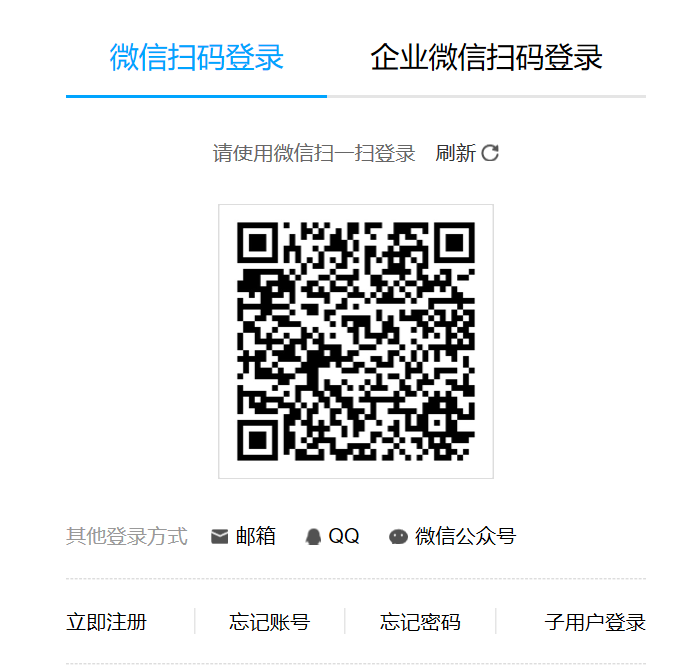 微信扫码登录 企业微信扫码登录
请使用微信扫一扫登录 刷新
其他登录方式 邮箱 QQ 微信公众号
立即注册 忘记账号 忘记密码 子用户登录